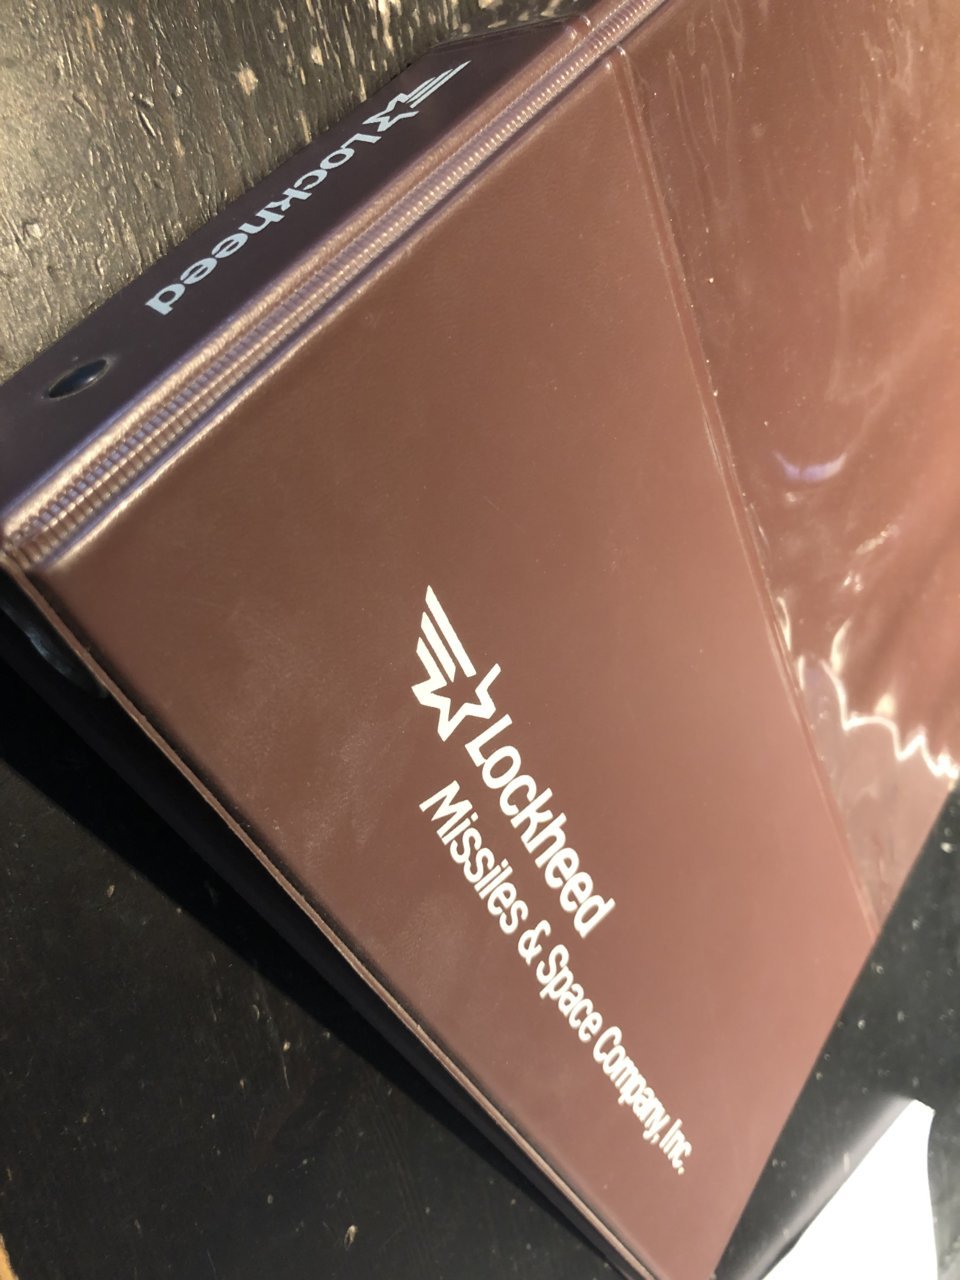 Lockheed
Lockheed
Missiles & Space Company, Inc.